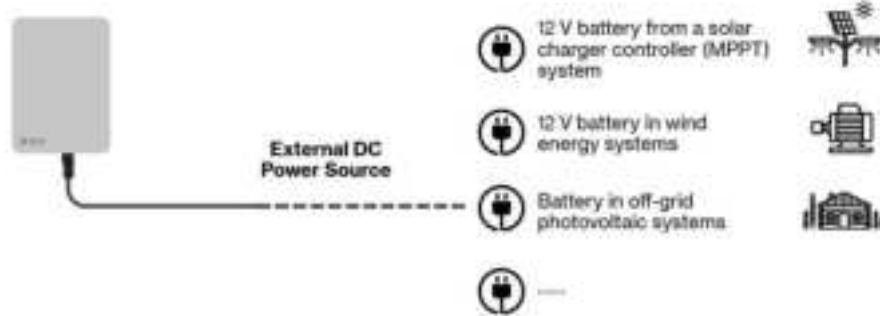 12 V battery from a solar
charger controller (MPPT)
system
12 V battery in wind
energy systems
External DC
Power Source
Battery in off-grid
photovoltaic systems
.....